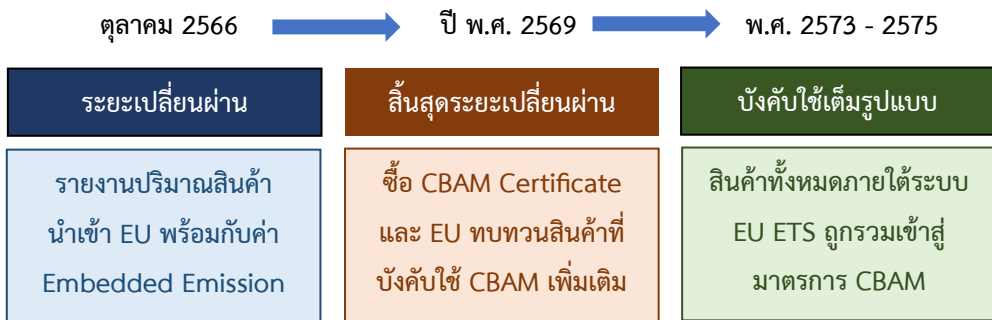 ตุลาคม 2566
ปี พ.ศ. 2569
พ.ศ. 2573 - 2575
ระยะเปลี่ยนผ่าน
สิ้นสุดระยะเปลี่ยนผ่าน
บังคับใช้เต็มรูปแบบ
รายงานปริมาณสินค้า
นำเข้า EU พร้อมกับค่า
Embedded Emission
ซื้อ CBAM Certificate
และ EU ทบทวนสินค้าที่
บังคับใช้ CBAM เพิ่มเติม
สินค้าทั้งหมดภายใต้ระบบ
EU ETS ถูกรวมเข้าสู่
มาตรการ CBAM